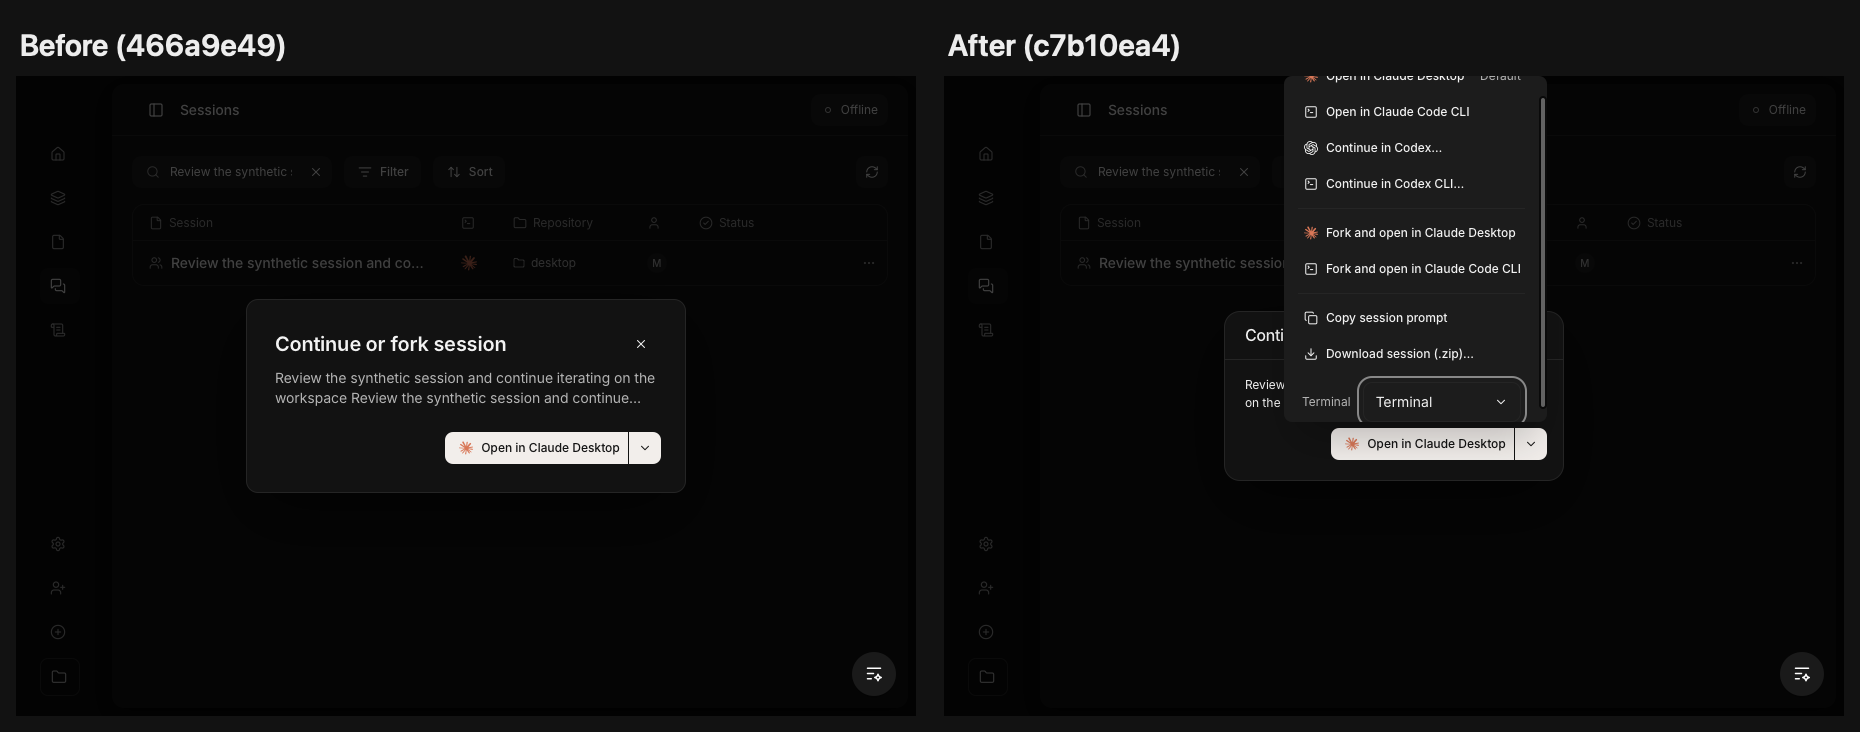 Before (466a9e49)
Sessions
Offline
Review the synthetic s
Filter
Sort
Session
Repository
Status
Review the synthetic session and co...
desktop
M
...
Continue or fork session
Review the synthetic session and continue iterating on the
workspace Review the synthetic session and continue...
Open in Claude Desktop
After (c7b10ea4)
Sessions
Offline
Review the synthetic s
Session
Status
Review the synthetic session
M
...
Open in Claude Desktop Default
Open in Claude Code CLI
Continue in Codex...
Continue in Codex CLI...
Fork and open in Claude Desktop
Fork and open in Claude Code CLI
Copy session prompt
Download session (.zip)...
Terminal Terminal
Conti
Review
on the
Open in Claude Desktop